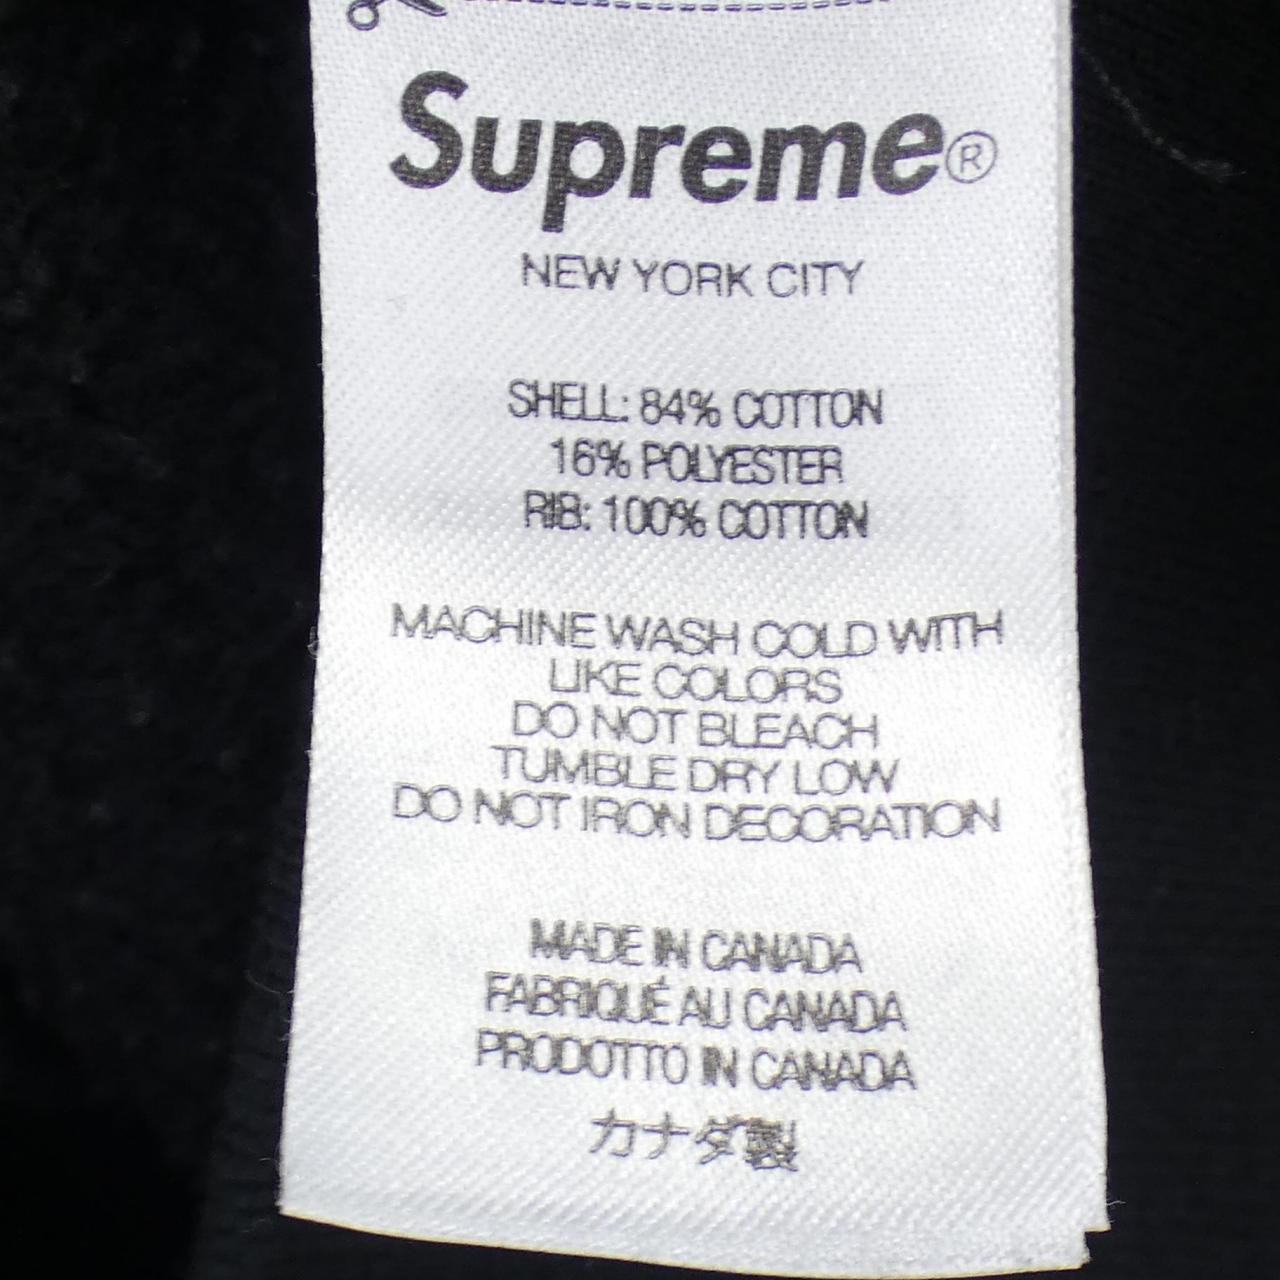 Supreme®
NEW YORK CITY
SHELL: 84% COTTON
16% POLYESTER
RIB: 100% COTTON
MACHINE WASH COLD WITH
LIKE COLORS
DO NOT BLEACH
TUMBLE DRY LOW
DO NOT IRON DECORATION
MADE IN CANADA
FABRIQUÉ AU CANADA
PRODOTTO IN CANADA
カナダ製